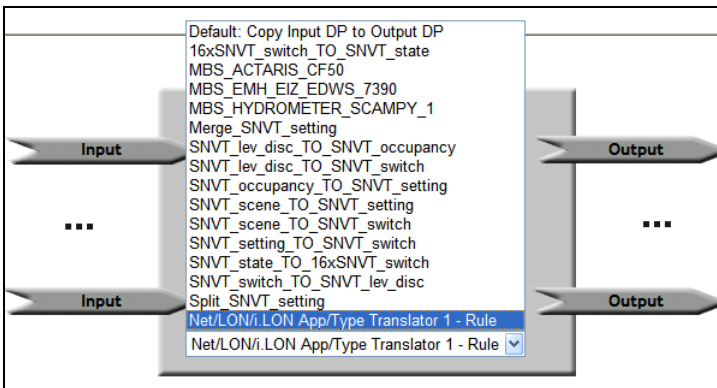 Default: Copy Input DP to Output DP
16xSNVT_switch_TO_SNVT_state
MBS_ACTARIS_CF50
MBS_EMH_EIZ_EDWS_7390
MBS_HYDROMETER_SCAMPY_1
Merge_SNVT_setting
Input
SNVT_lev_disc_TO_SNVT_occupancy
Output
SNVT_lev_disc_TO_SNVT_switch
SNVT_occupancy_TO_SNVT_setting
SNVT_scene_TO_SNVT_setting
...
SNVT_scene_TO_SNVT_switch
...
SNVT_setting_TO_SNVT_switch
SNVT_state_TO_16xSNVT_switch
SNVT_switch_TO_SNVT_lev_disc
Input
Split_SNVT_setting
Output
Net/LON/i.LON App/Type Translator 1 - Rule
Net/LON/i.LON App/Type Translator 1 - Rule